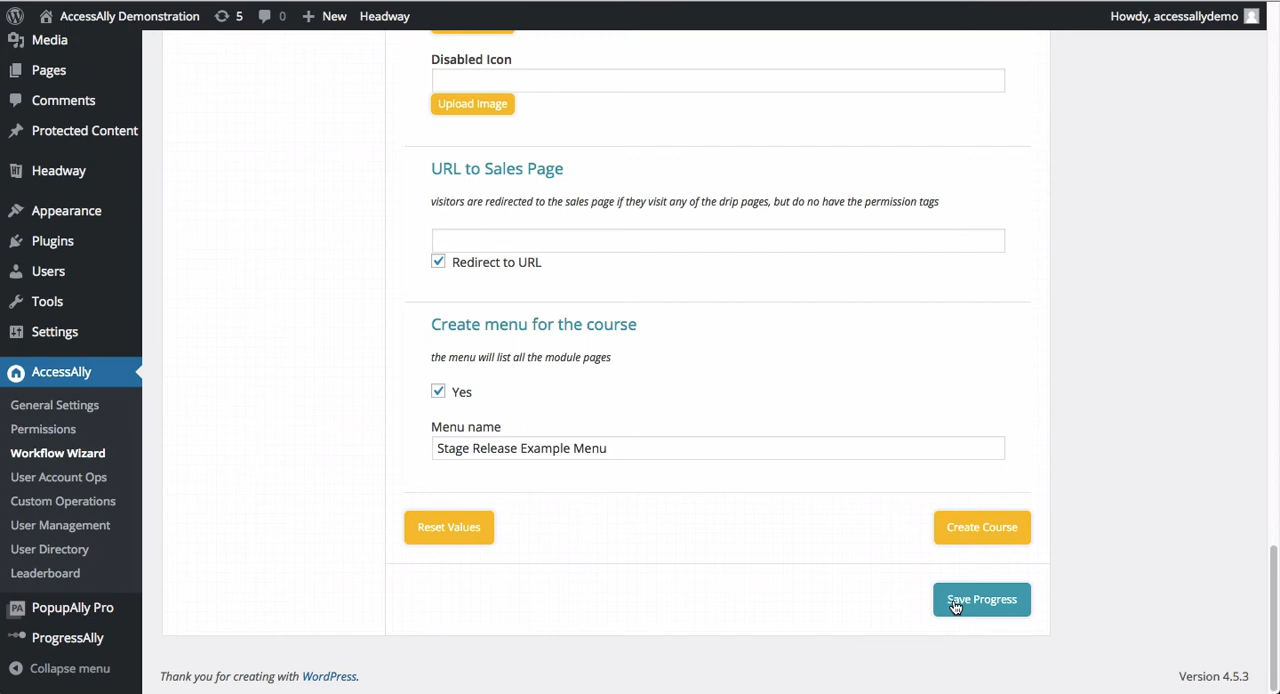 AccessAlly Demonstration 5 0 New Headway Howdy, accessallydemo
Media
Pages
Comments
Protected Content
Headway
Appearance
Plugins
Users
Tools
Settings
AccessAlly
General Settings
Permissions
Workflow Wizard
User Account Ops
Custom Operations
User Management
User Directory
Leaderboard
PA PopupAlly Pro
ProgressAlly
Collapse menu
Disabled Icon
Upload Image
URL to Sales Page
visitors are redirected to the sales page if they visit any of the drip pages, but do no have the permission tags
Redirect to URL
Create menu for the course
the menu will list all the module pages
Yes
Menu name
Stage Release Example Menu
Reset Values Create Course
Save Progress
Thank you for creating with WordPress. Version 4.5.3